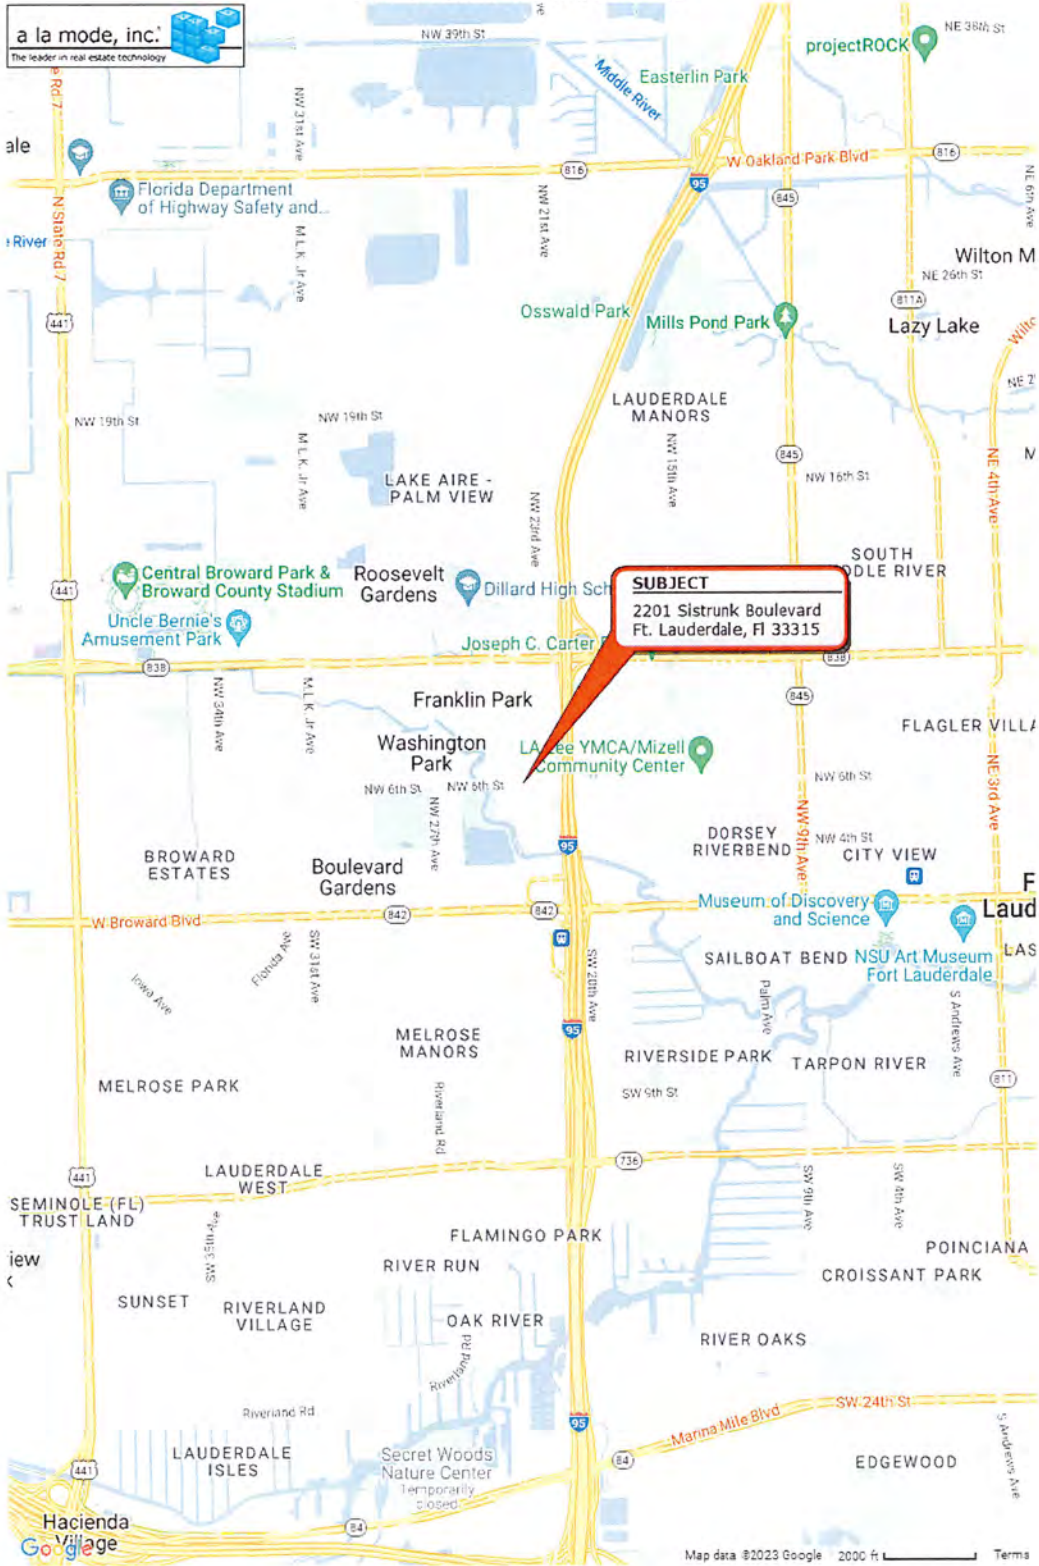 a la mode, inc.
The leader in real estate technology
NW 39th St
NE 38th St
projectROCK
Easterlin Park
Middle River
NW 31st Ave
W Oakland Park Blvd
816
816
ale
Florida Department
of Highway Safety and...
95
845
NW 21st Ave
NE 6th Ave
N State Rd 7
M.L.K. Jr Ave
River
Wilton M
NE 26th St
811A
Osswald Park
Mills Pond Park
Lazy Lake
441
LAUDERDALE
MANORS
NW 19th St
NW 19th St
M.L.K. Jr Ave
NW 15th Ave
845
NW 16th St
NE 4th Ave
LAKE AIRE -
PALM VIEW
NW 23rd Ave
SOUTH
DDLE RIVER
Central Broward Park &
Broward County Stadium
Roosevelt
Gardens
Dillard High Sch
441
SUBJECT
2201 Sistrunk Boulevard
Ft. Lauderdale, Fl 33315
Uncle Bernie's
Amusement Park
Joseph C. Carter
838
838
NW 34th Ave
M.L.K. Jr Ave
Franklin Park
845
FLAGLER VILLA
Washington
Park
LA Lee YMCA/Mizell
Community Center
NW 6th St
NW 6th St
NW 6th St
NE 3rd Ave
NW 27th Ave
NW 9th Ave
DORSEY
RIVERBEND
NW 4th St
CITY VIEW
95
BROWARD
ESTATES
Boulevard
Gardens
F
Laud
W Broward Blvd
842
842
Museum of Discovery
and Science
LAS
Florida Ave
SW 31st Ave
SAILBOAT BEND
NSU Art Museum
Fort Lauderdale
Iowa Ave
SW 20th Ave
Palm Ave
S Andrews Ave
95
MELROSE
MANORS
RIVERSIDE PARK
TARPON RIVER
MELROSE PARK
Riverland Rd
SW 9th St
811
736
441
LAUDERDALE
WEST
SW 9th Ave
SW 4th Ave
SEMINOLE (FL)
TRUST LAND
SW 35th Ave
FLAMINGO PARK
POINCIANA
iew
RIVER RUN
CROISSANT PARK
SUNSET
RIVERLAND
VILLAGE
OAK RIVER
RIVER OAKS
Riverland Rd
Riverland Rd
SW 24th St
Marina Mile Blvd
95
LAUDERDALE
ISLES
Secret Woods
Nature Center
Temporarily
closed
84
EDGEWOOD
S Andrews Ave
441
84
Hacienda
Village
Google
Map data ©2023 Google
2000 ft
Terms